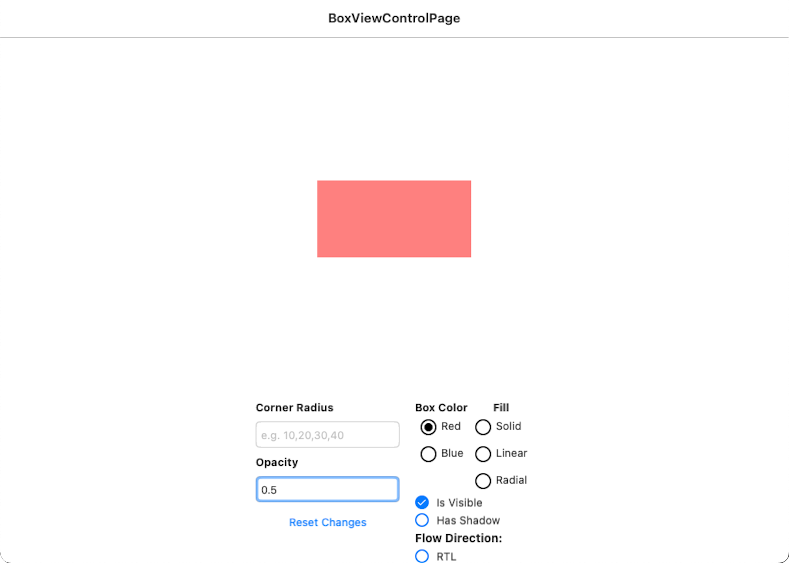 BoxViewControlPage
Corner Radius
e.g. 10,20,30,40
Opacity
0.5
Reset Changes
Box Color Fill
Red Solid
Blue Linear
Radial
Is Visible
Has Shadow
Flow Direction:
RTL